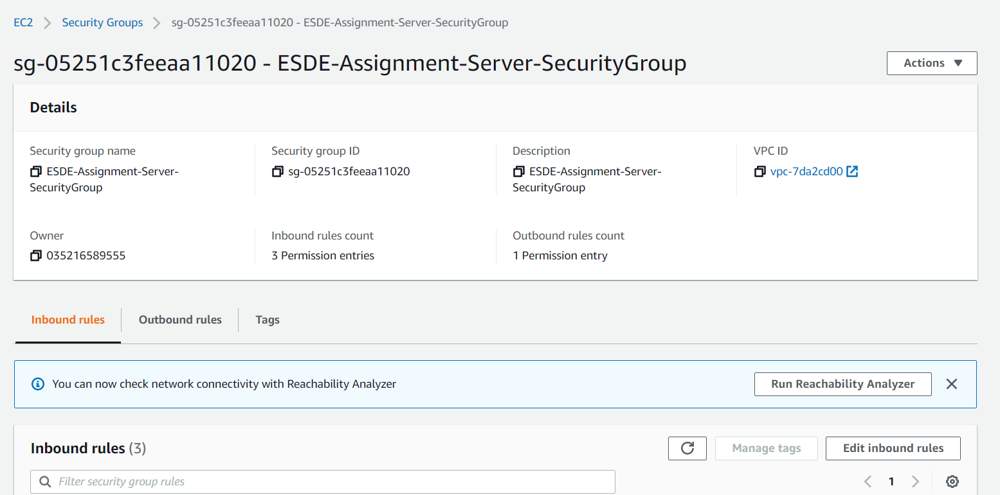 EC2 > Security Groups > sg-05251c3feeaa11020 - ESDE-Assignment-Server-SecurityGroup
sg-05251c3feeaa11020 - ESDE-Assignment-Server-SecurityGroup
Actions
Details
Security group name
ESDE-Assignment-Server-
SecurityGroup
Security group ID
sg-05251c3feeaa11020
Description
ESDE-Assignment-Server-
SecurityGroup
VPC ID
vpc-7da2cd00
Owner
035216589555
Inbound rules count
3 Permission entries
Outbound rules count
1 Permission entry
Inbound rules
Outbound rules
Tags
You can now check network connectivity with Reachability Analyzer
Run Reachability Analyzer
Inbound rules (3)
Manage tags
Edit inbound rules
Filter security group rules
1